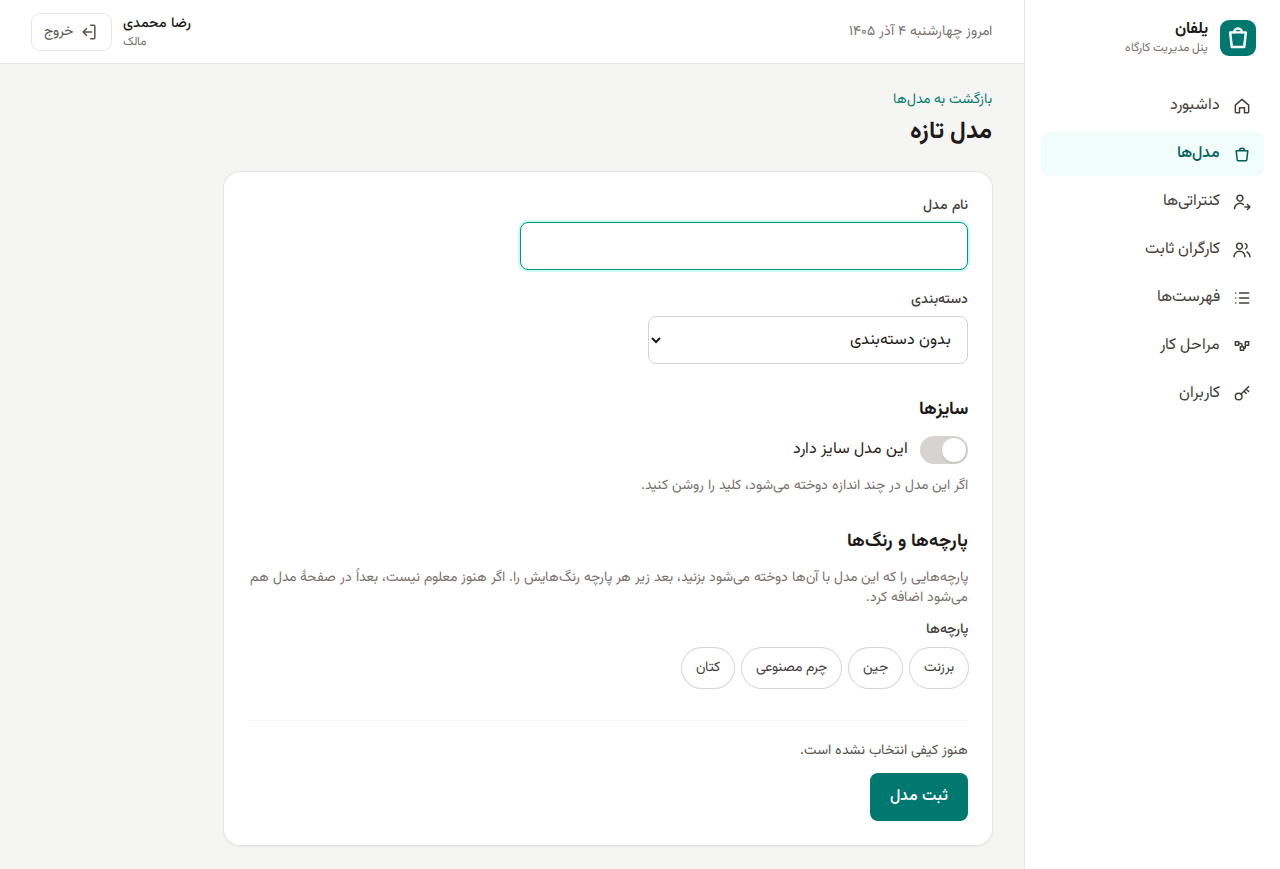 یلفان
پنل مدیریت کارگاه
داشبورد
مدل‌ها
کنتراتی‌ها
کارگران ثابت
فهرست‌ها
مراحل کار
کاربران
امروز چهارشنبه ۴ آذر ۱۴۰۵
رضا محمدی
مالک
خروج
بازگشت به مدل‌ها
مدل تازه
نام مدل
دسته‌بندی
بدون دسته‌بندی
سایزها
این مدل سایز دارد
اگر این مدل در چند اندازه دوخته می‌شود، کلید را روشن کنید.
پارچه‌ها و رنگ‌ها
پارچه‌هایی را که این مدل با آن‌ها دوخته می‌شود بزنید، بعد زیر هر پارچه رنگ‌هایش را. اگر هنوز معلوم نیست، بعداً در صفحهٔ مدل هم
می‌شود اضافه کرد.
پارچه‌ها
برزنت
جین
چرم مصنوعی
کتان
هنوز کیفی انتخاب نشده است.
ثبت مدل